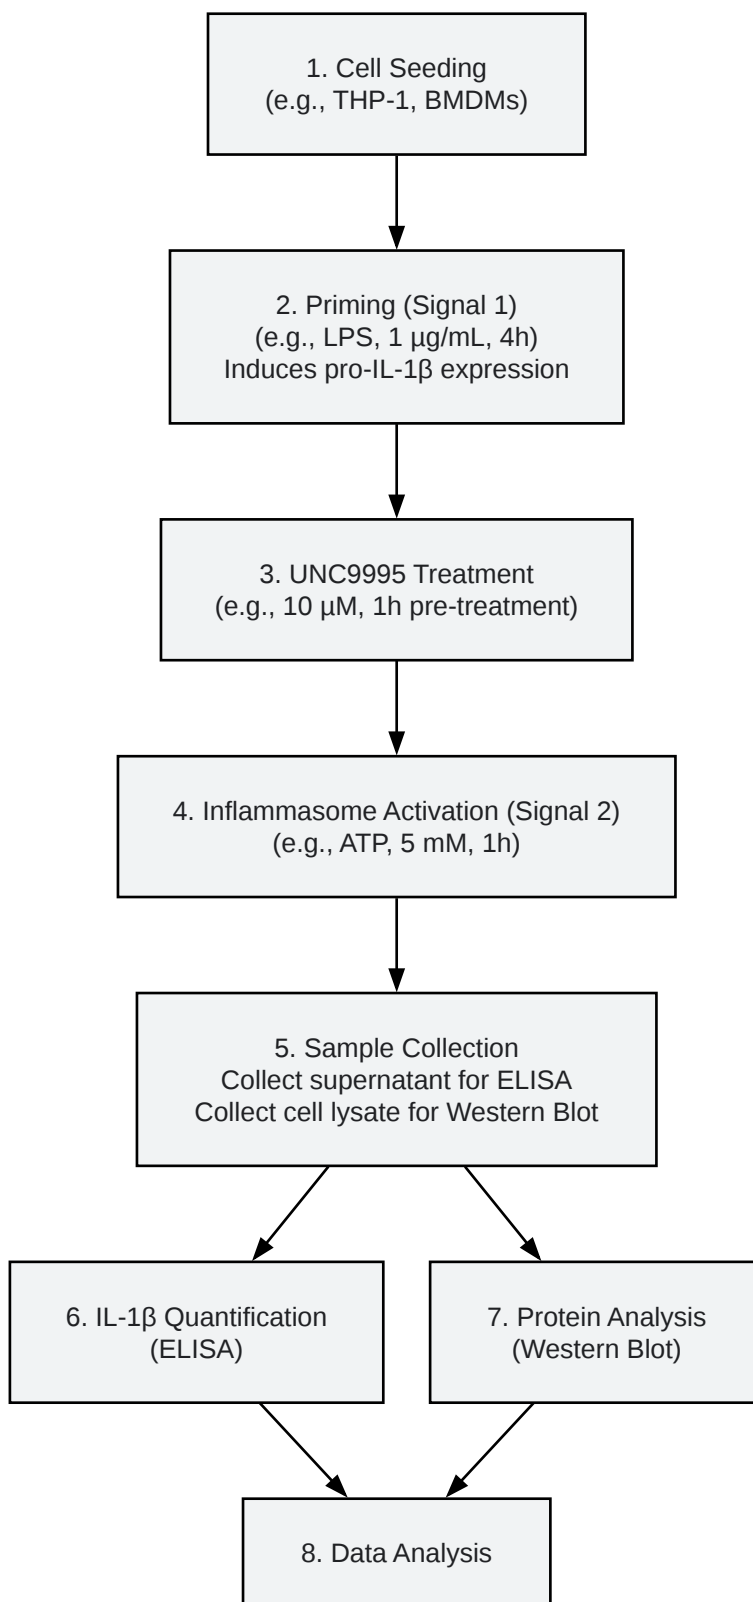 1. Cell Seeding
(e.g., THP-1, BMDMs)
2. Priming (Signal 1)
(e.g., LPS, 1 µg/mL, 4h)
Induces pro-IL-1β expression
3. UNC9995 Treatment
(e.g., 10 µM, 1h pre-treatment)
4. Inflammasome Activation (Signal 2)
(e.g., ATP, 5 mM, 1h)
5. Sample Collection
Collect supernatant for ELISA
Collect cell lysate for Western Blot
6. IL-1β Quantification
(ELISA)
7. Protein Analysis
(Western Blot)
8. Data Analysis